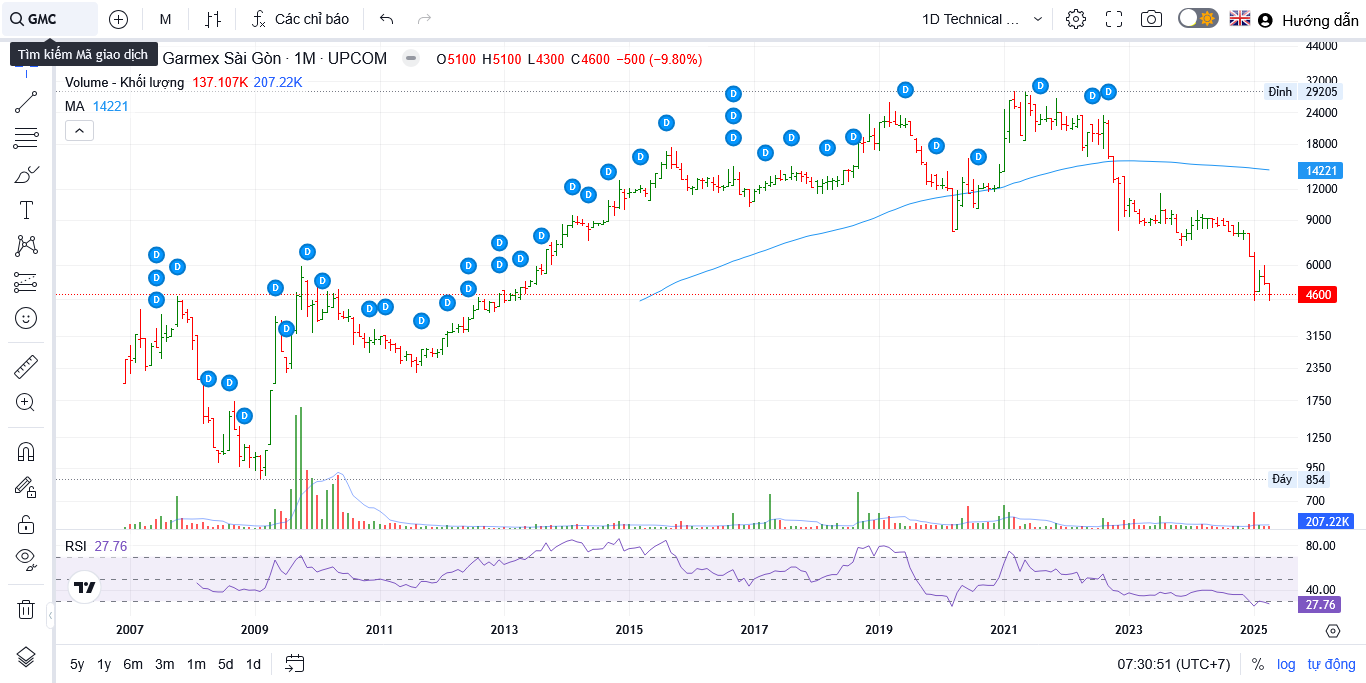 GMC
M
Các chỉ báo
1D Technical ...
Hướng dẫn
Tìm kiếm Mã giao dịch
Garmex Sài Gòn · 1M · UPCOM
O5100 H5100 L4300 C4600 −500 (−9.80%)
Volume - Khối lượng 137.107K 207.22K
MA 14221
44000
32000
Đỉnh 29205
24000
18000
14221
12000
9000
6000
4600
3150
2350
1750
1250
950
Đáy 854
700
207.22K
D D D D D D D D D D D D D D D D D D D D D D D D D D D D D D D D D D D D D D D D D D
RSI 27.76
80.00
40.00
27.76
2007 2009 2011 2013 2015 2017 2019 2021 2023 2025
5y 1y 6m 3m 1m 5d 1d
07:30:51 (UTC+7) % log tự động